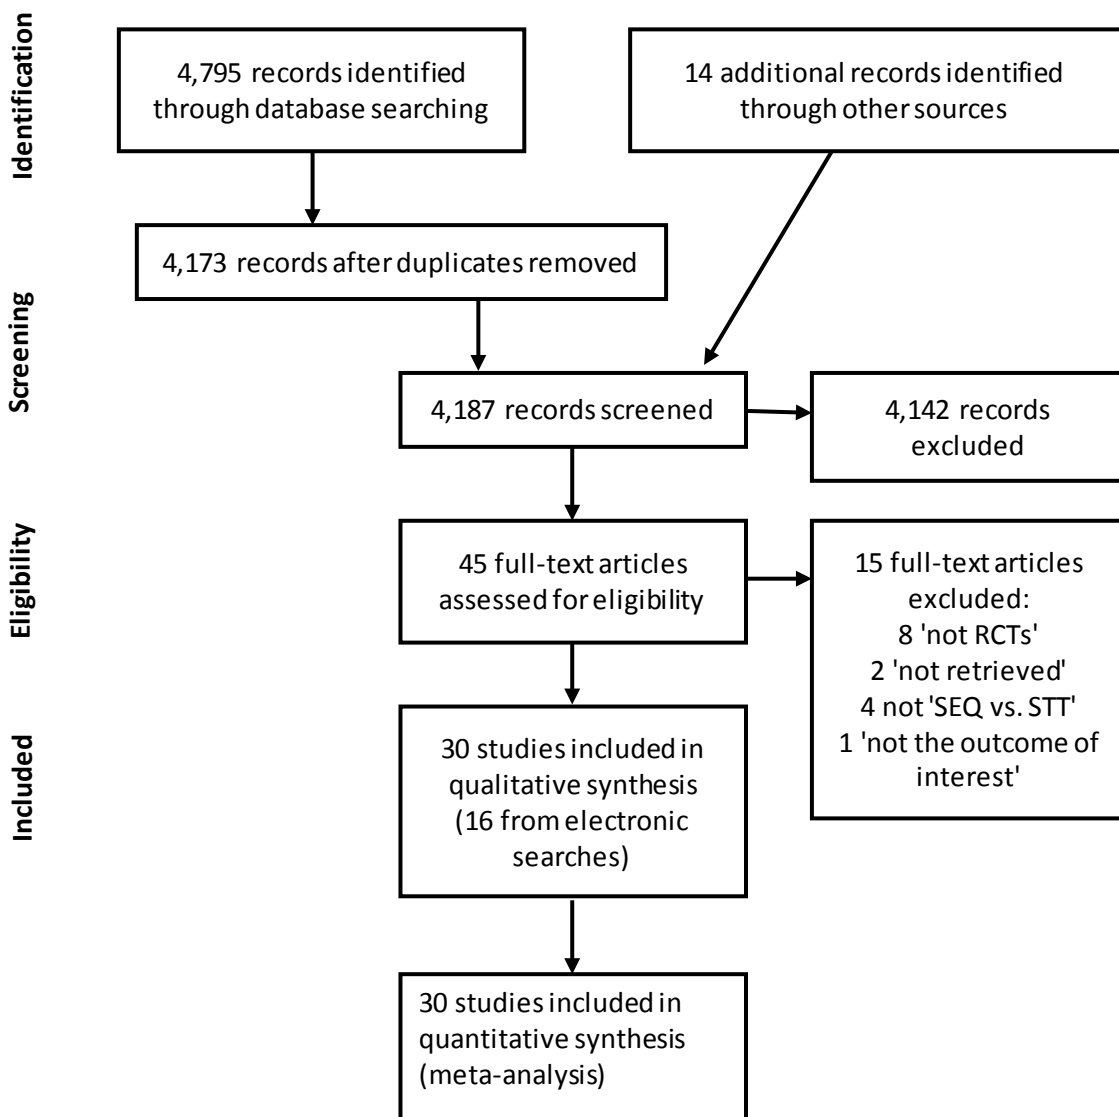 Identification
4,795 records identified
through database searching
14 additional records identified
through other sources
4,173 records after duplicates removed
Screening
4,187 records screened
4,142 records
excluded
Eligibility
45 full-text articles
assessed for eligibility
15 full-text articles
excluded:
8 'not RCTs'
2 'not retrieved'
4 not 'SEQ vs. STT'
1 'not the outcome of
interest'
Included
30 studies included in
qualitative synthesis
(16 from electronic
searches)
30 studies included in
quantitative synthesis
(meta-analysis)